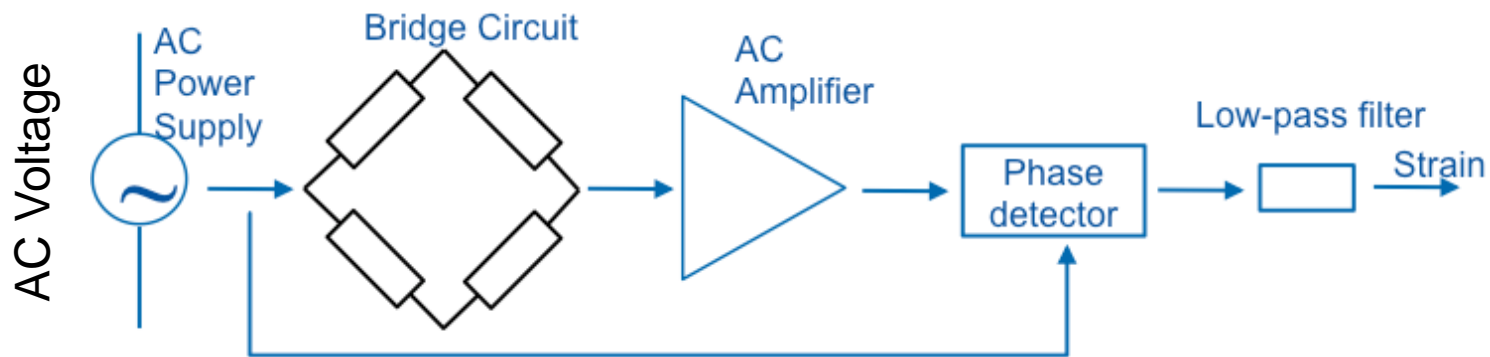 AC Voltage
AC
Power
Supply
Bridge Circuit
AC
Amplifier
Phase
detector
Low-pass filter
Strain